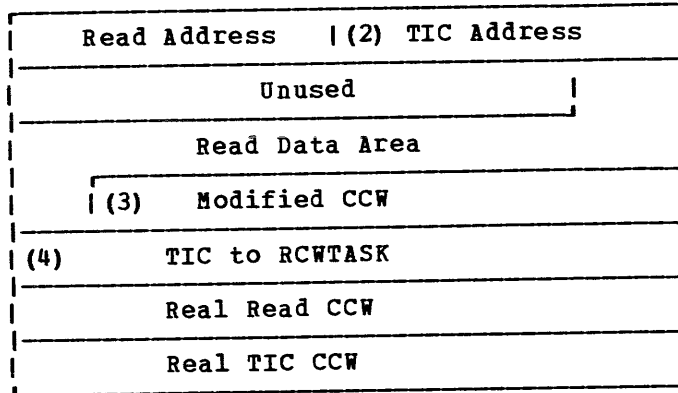 Read Address |(2) TIC Address
Unused
Read Data Area
(3) Modified CCW
(4) TIC to RCWTASK
Real Read CCW
Real TIC CCW